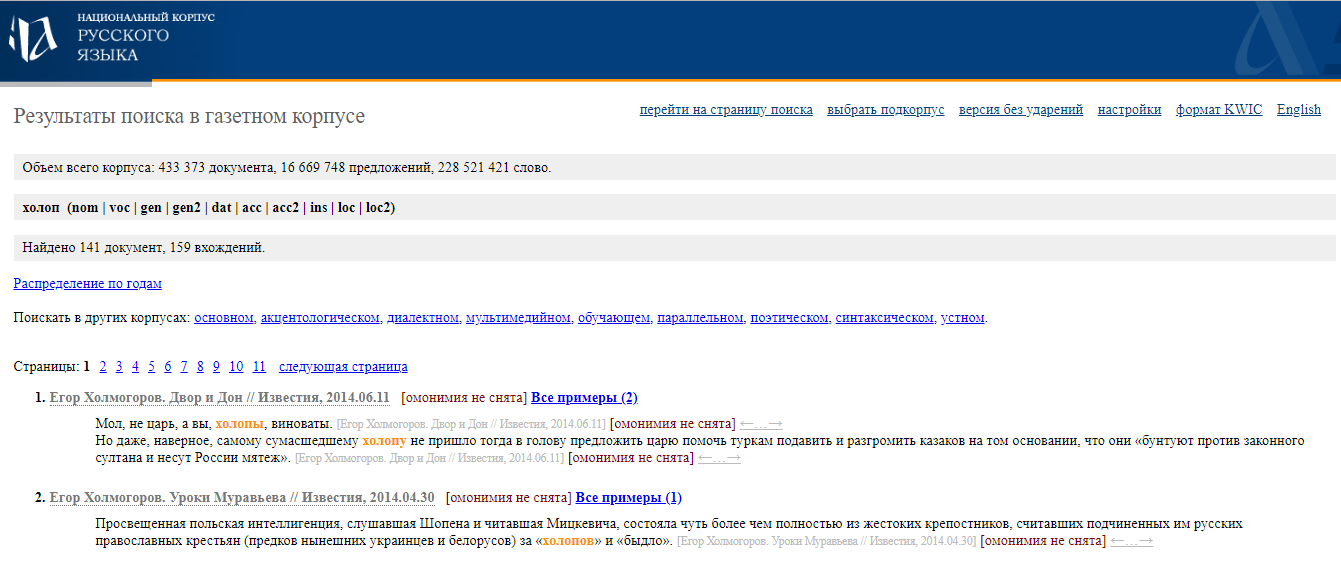 НАЦИОНАЛЬНЫЙ КОРПУС
РУССКОГО
ЯЗЫКА
Результаты поиска в газетном корпусе
перейти на страницу поиска выбрать подкорпус версия без ударений настройки формат KWIC English
Объем всего корпуса: 433 373 документа, 16 669 748 предложений, 228 521 421 слово.
холоп (nom | voc | gen | gen2 | dat | acc | acc2 | ins | loc | loc2)
Найдено 141 документ, 159 вхождений.
Распределение по годам
Поискать в других корпусах: основном, акцентологическом, диалектном, мультимедийном, обучающем, параллельном, поэтическом, синтаксическом, устном.
Страницы: 1 2 3 4 5 6 7 8 9 10 11 следующая страница
1. Егор Холмогоров. Двор и Дон // Известия, 2014.06.11 [омонимия не снята] Все примеры (2)
Мол, не царь, а вы, холопы, виноваты. [Егор Холмогоров. Двор и Дон // Известия, 2014.06.11] [омонимия не снята] ←…→
Но даже, наверное, самому сумасшедшему холопу не пришло тогда в голову предложить царю помочь туркам подавить и разгромить казаков на том основании, что они «бунтуют против законного
султана и несут России мятеж». [Егор Холмогоров. Двор и Дон // Известия, 2014.06.11] [омонимия не снята] ←…→
2. Егор Холмогоров. Уроки Муравьева // Известия, 2014.04.30 [омонимия не снята] Все примеры (1)
Просвещенная польская интеллигенция, слушавшая Шопена и читавшая Мицкевича, состояла чуть более чем полностью из жестоких крепостников, считавших подчиненных им русских
православных крестьян (предков нынешних украинцев и белорусов) за «холопов» и «быдло». [Егор Холмогоров. Уроки Муравьева // Известия, 2014.04.30] [омонимия не снята] ←…→